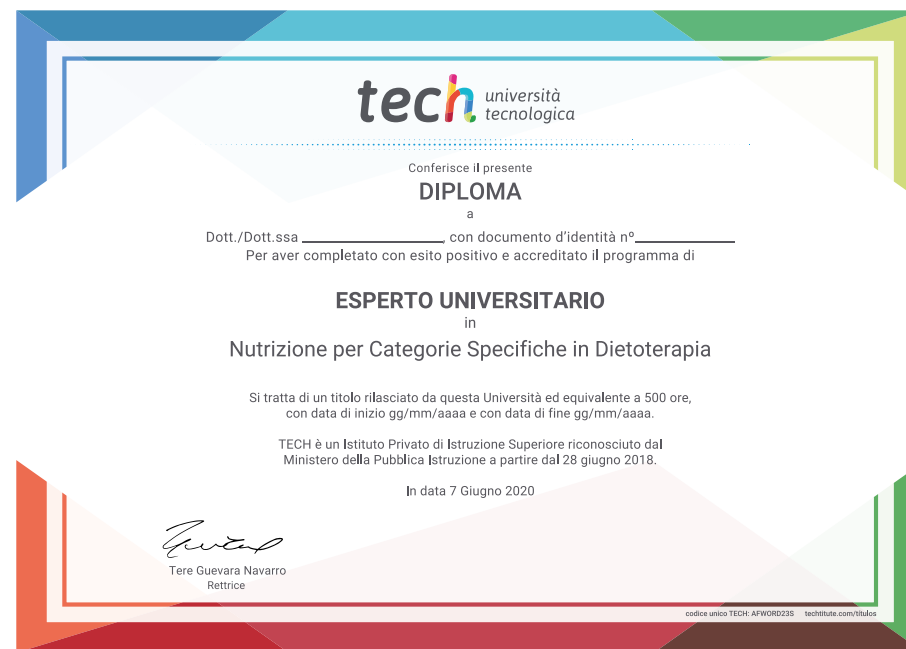 tech università
tecnologica
Conferisce il presente
DIPLOMA
a
Dott./Dott.ssa ____________, con documento d'identità nº____________
Per aver completato con esito positivo e accreditato il programma di
ESPERTO UNIVERSITARIO
in
Nutrizione per Categorie Specifiche in Dietoterapia
Si tratta di un titolo rilasciato da questa Università ed equivalente a 500 ore,
con data di inizio gg/mm/aaaa e con data di fine gg/mm/aaaa.
TECH è un Istituto Privato di Istruzione Superiore riconosciuto dal
Ministero della Pubblica Istruzione a partire dal 28 giugno 2018.
In data 7 Giugno 2020
Tere Guevara Navarro
Rettrice
codice unico TECH: AFWORD23S techtitute.com/titulos